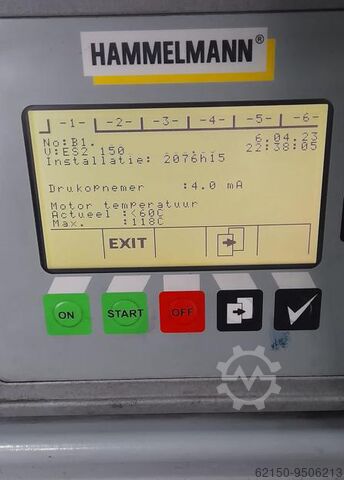 HAMMELMANN®
-1- -2- -3- -4- -5- -6-
No:B1. 6.04.23
V:ES2 150 22:38:05
Installatie: 2076h15
Drukopnemer :4.0 mA
Motor temperatuur
Actueel :<60C
Max. :118C
EXIT
ON START OFF
62150-9506213